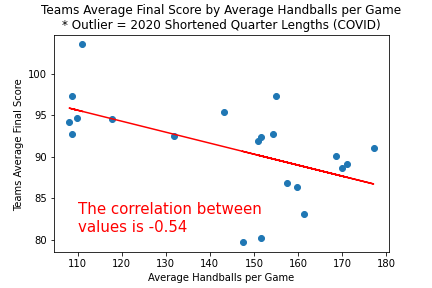 Teams Average Final Score by Average Handballs per Game
* Outlier = 2020 Shortened Quarter Lengths (COVID)
Teams Average Final Score
100
95
90
85
80
The correlation between
values is -0.54
110 120 130 140 150 160 170 180
Average Handballs per Game